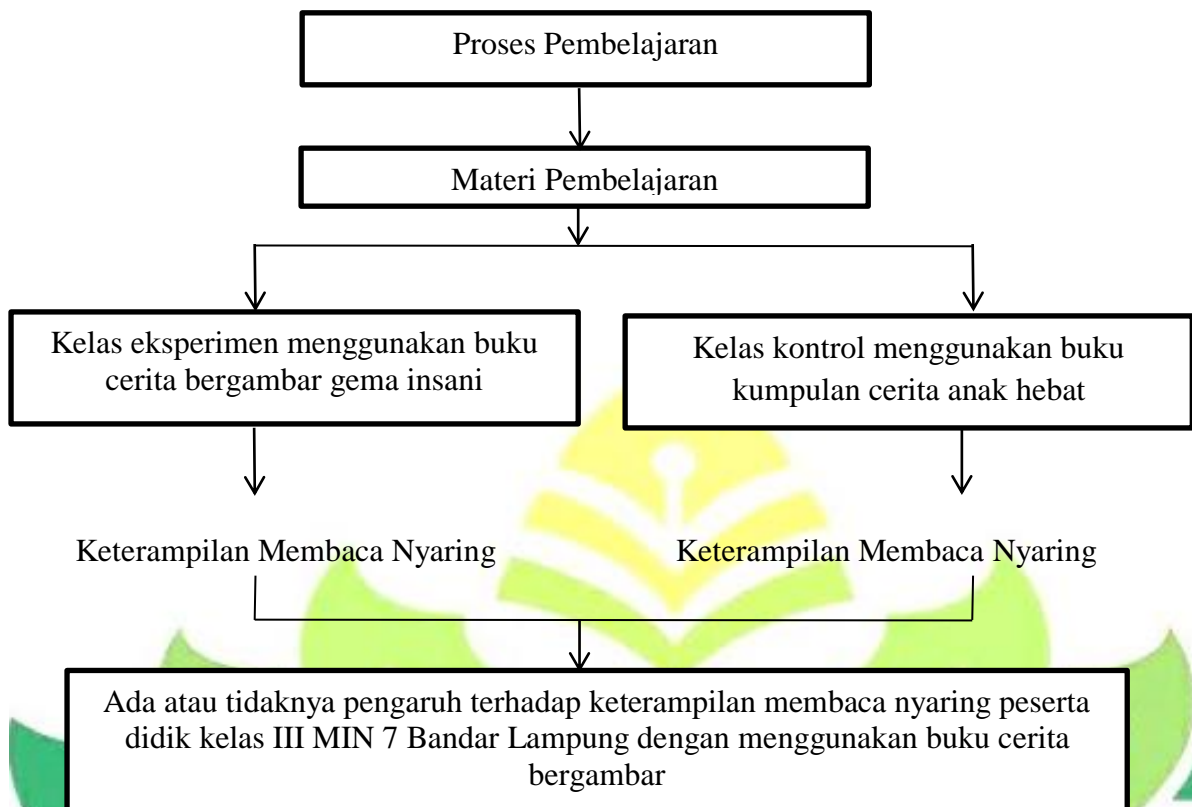 Proses Pembelajaran
Materi Pembelajaran
Kelas eksperimen menggunakan buku
cerita bergambar gema insani
Kelas kontrol menggunakan buku
kumpulan cerita anak hebat
Keterampilan Membaca Nyaring
Keterampilan Membaca Nyaring
Ada atau tidaknya pengaruh terhadap keterampilan membaca nyaring peserta
didik kelas III MIN 7 Bandar Lampung dengan menggunakan buku cerita
bergambar